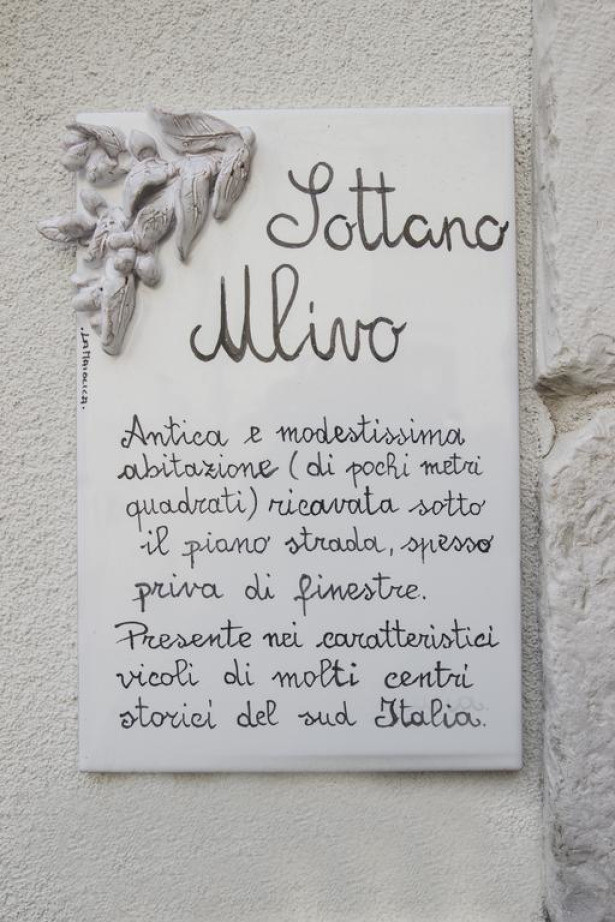 Sottano
Ulivo
Antica e modestissima
abitazione (di pochi metri
quadrati) ricavata sotto
il piano strada, spesso
priva di finestre.
Presente nei caratteristici
vicoli di molti centri
storici del sud Italia.